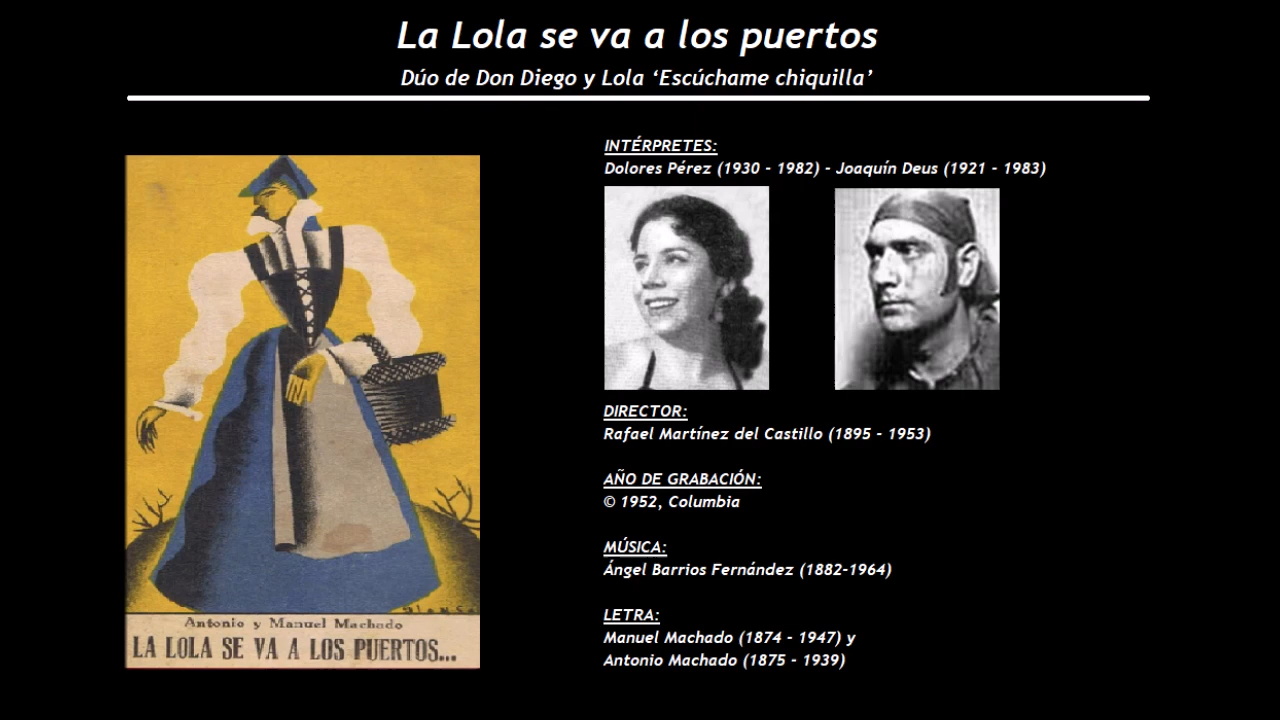 La Lola se va a los puertos
Dúo de Don Diego y Lola ‘Escúchame chiquilla’
INTÉRPRETES:
Dolores Pérez (1930 - 1982) - Joaquín Deus (1921 - 1983)
DIRECTOR:
Rafael Martínez del Castillo (1895 - 1953)
AÑO DE GRABACIÓN:
© 1952, Columbia
MÚSICA:
Ángel Barrios Fernández (1882-1964)
LETRA:
Manuel Machado (1874 - 1947) y
Antonio Machado (1875 - 1939)
Antonio y Manuel Machado
LA LOLA SE VA A LOS PUERTOS...